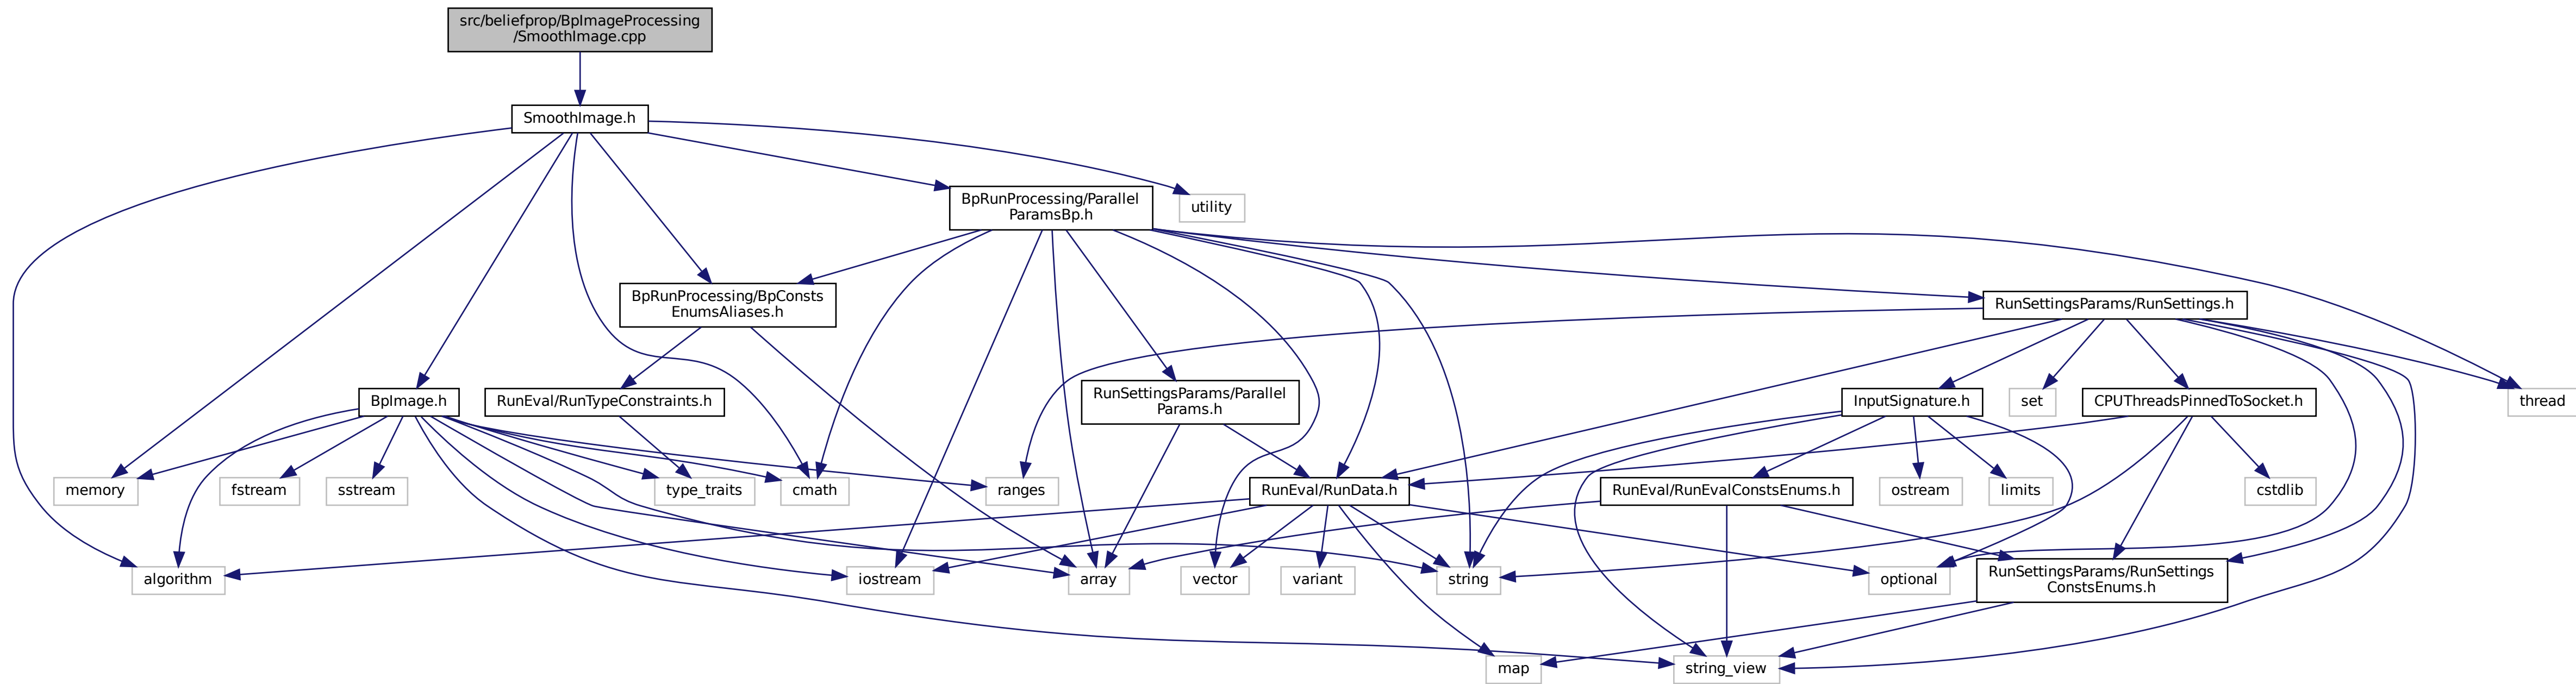 src/beliefprop/BpImageProcessing
/SmoothImage.cpp
SmoothImage.h
BpRunProcessing/Parallel
ParamsBp.h
utility
BpRunProcessing/BpConsts
EnumsAliases.h
RunSettingsParams/RunSettings.h
BpImage.h
RunEval/RunTypeConstraints.h
RunSettingsParams/Parallel
Params.h
InputSignature.h
set
CPUThreadsPinnedToSocket.h
thread
memory
fstream
sstream
type_traits
cmath
ranges
RunEval/RunData.h
RunEval/RunEvalConstsEnums.h
ostream
limits
cstdlib
algorithm
iostream
array
vector
variant
string
optional
RunSettingsParams/RunSettings
ConstsEnums.h
map
string_view